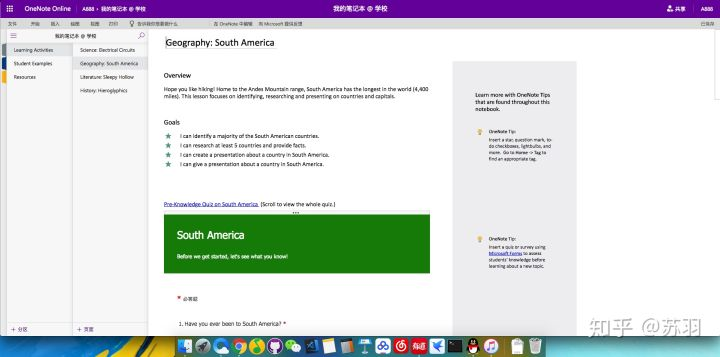 OneNote Online
A888 › 我的笔记本 @ 学校
我的笔记本 @ 学校
共享
A888
文件 开始 插入 绘图 视图 打印 告诉我你想要做什么 在 OneNote 中编辑 向 Microsoft 提供反馈 已保存
我的笔记本 @ 学校
Learning Activities
Student Examples
Resources
Science: Electrical Circuits
Geography: South America
Literature: Sleepy Hollow
History: Hieroglyphics
+ 分区
+ 页面
Geography: South America
Overview
Hope you like hiking! Home to the Andes Mountain range, South America has the longest in the world (4,400
miles). This lesson focuses on identifying, researching and presenting on countries and capitals.
Goals
I can identify a majority of the South American countries.
I can research at least 5 countries and provide facts.
I can create a presentation about a country in South America.
I can give a presentation about a country in South America.
Pre-Knowledge Quiz on South America (Scroll to view the whole quiz.)
South America
Before we get started, let's see what you know!
* 必答题
1. Have you ever been to South America? *
Learn more with OneNote Tips
that are found throughout this
notebook.
OneNote Tip:
Insert a star, question mark, to-
do checkboxes, lightbulbs, and
more. Go to Home -> Tag to
find an appropriate tag.
OneNote Tip:
Insert a quiz or survey using
Microsoft Forms to assess
students' knowledge before
learning about a new topic.
知乎 @苏羽